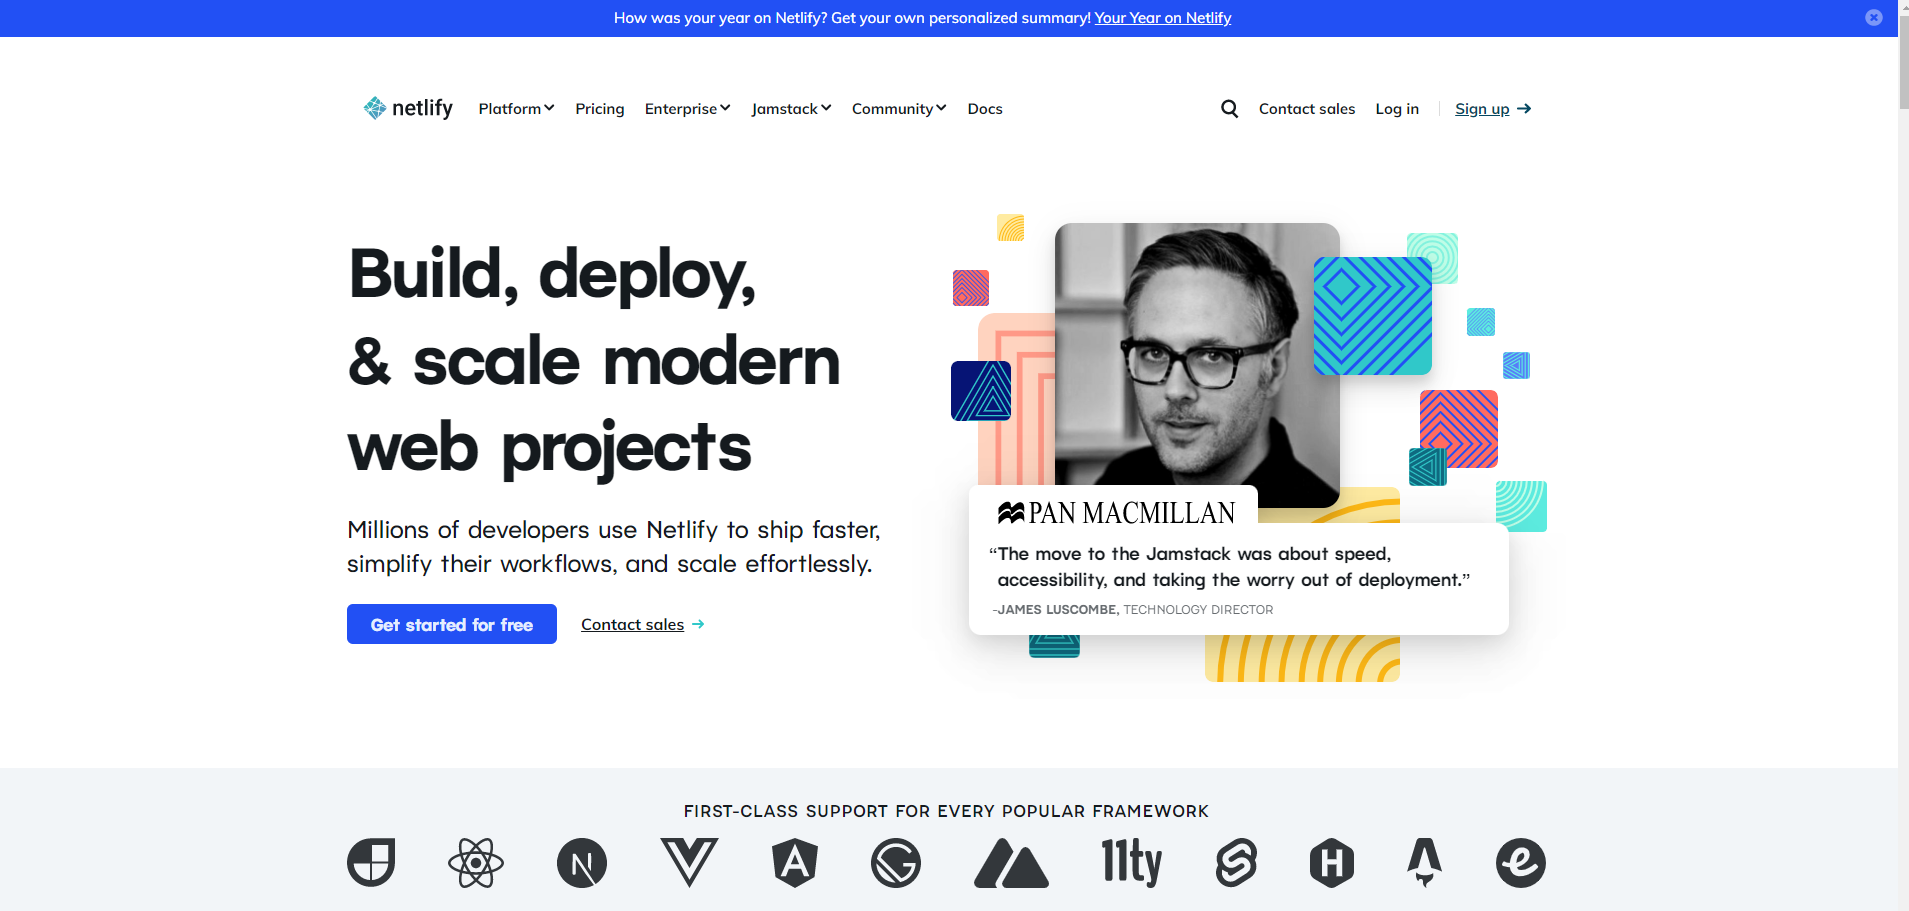 How was your year on Netlify? Get your own personalized summary! Your Year on Netlify
netlify Platform Pricing Enterprise Jamstack Community Docs Contact sales Log in Sign up
Build, deploy,
& scale modern
web projects
Millions of developers use Netlify to ship faster,
simplify their workflows, and scale effortlessly.
Get started for free Contact sales
PAN MACMILLAN
“The move to the Jamstack was about speed,
accessibility, and taking the worry out of deployment.”
-JAMES LUSCOMBE, TECHNOLOGY DIRECTOR
FIRST-CLASS SUPPORT FOR EVERY POPULAR FRAMEWORK
N A G 11ty H e